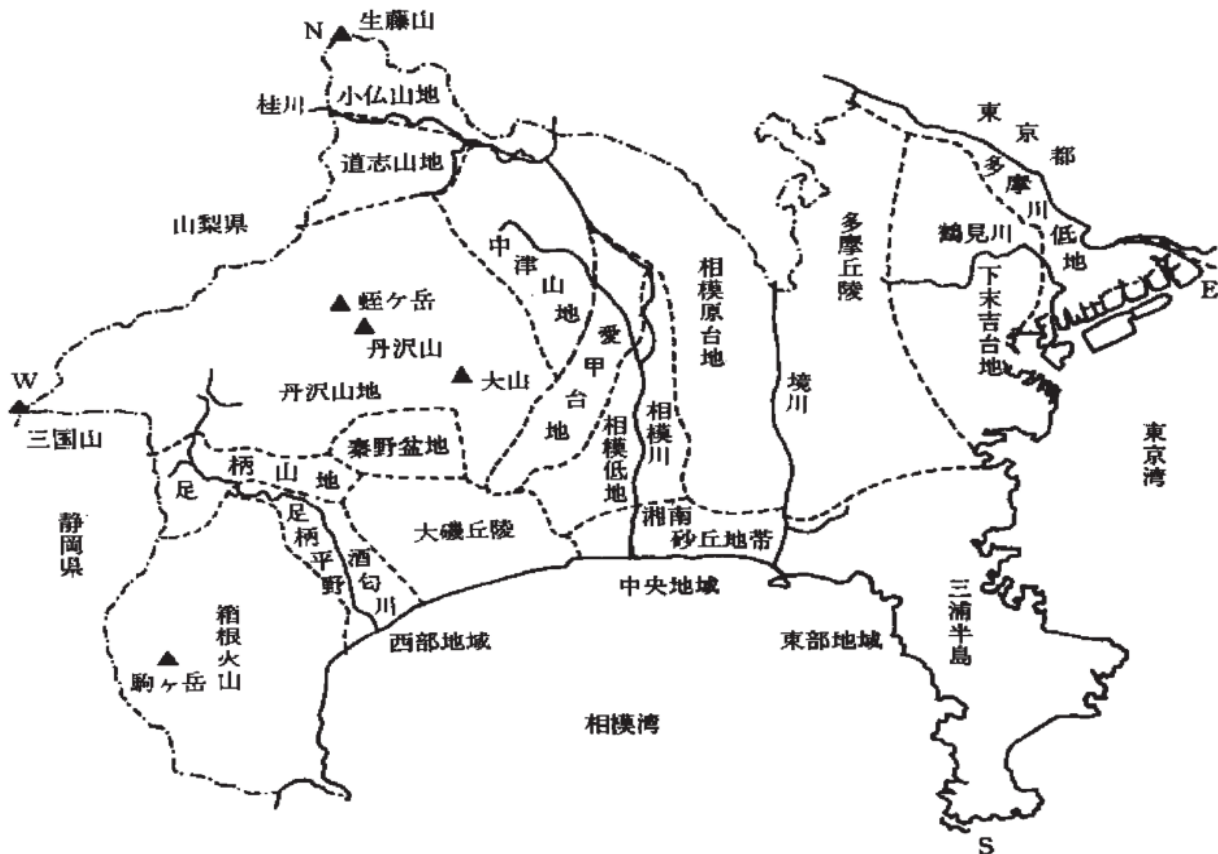 N
生藤山
桂川
小仏山地
東京都
道志山地
多摩川低地
山梨県
鶴見川
中津山地
多摩丘陵
相模原台地
下末吉台地
E
蛭ヶ岳
丹沢山
愛甲台地
大山
W
丹沢山地
境川
三国山
秦野盆地
相模川
相模低地
東京湾
足柄山地
静岡県
足柄平野
大磯丘陵
湘南
砂丘地帯
酒匂川
中央地域
三浦半島
箱根火山
西部地域
東部地域
駒ヶ岳
相模湾
S